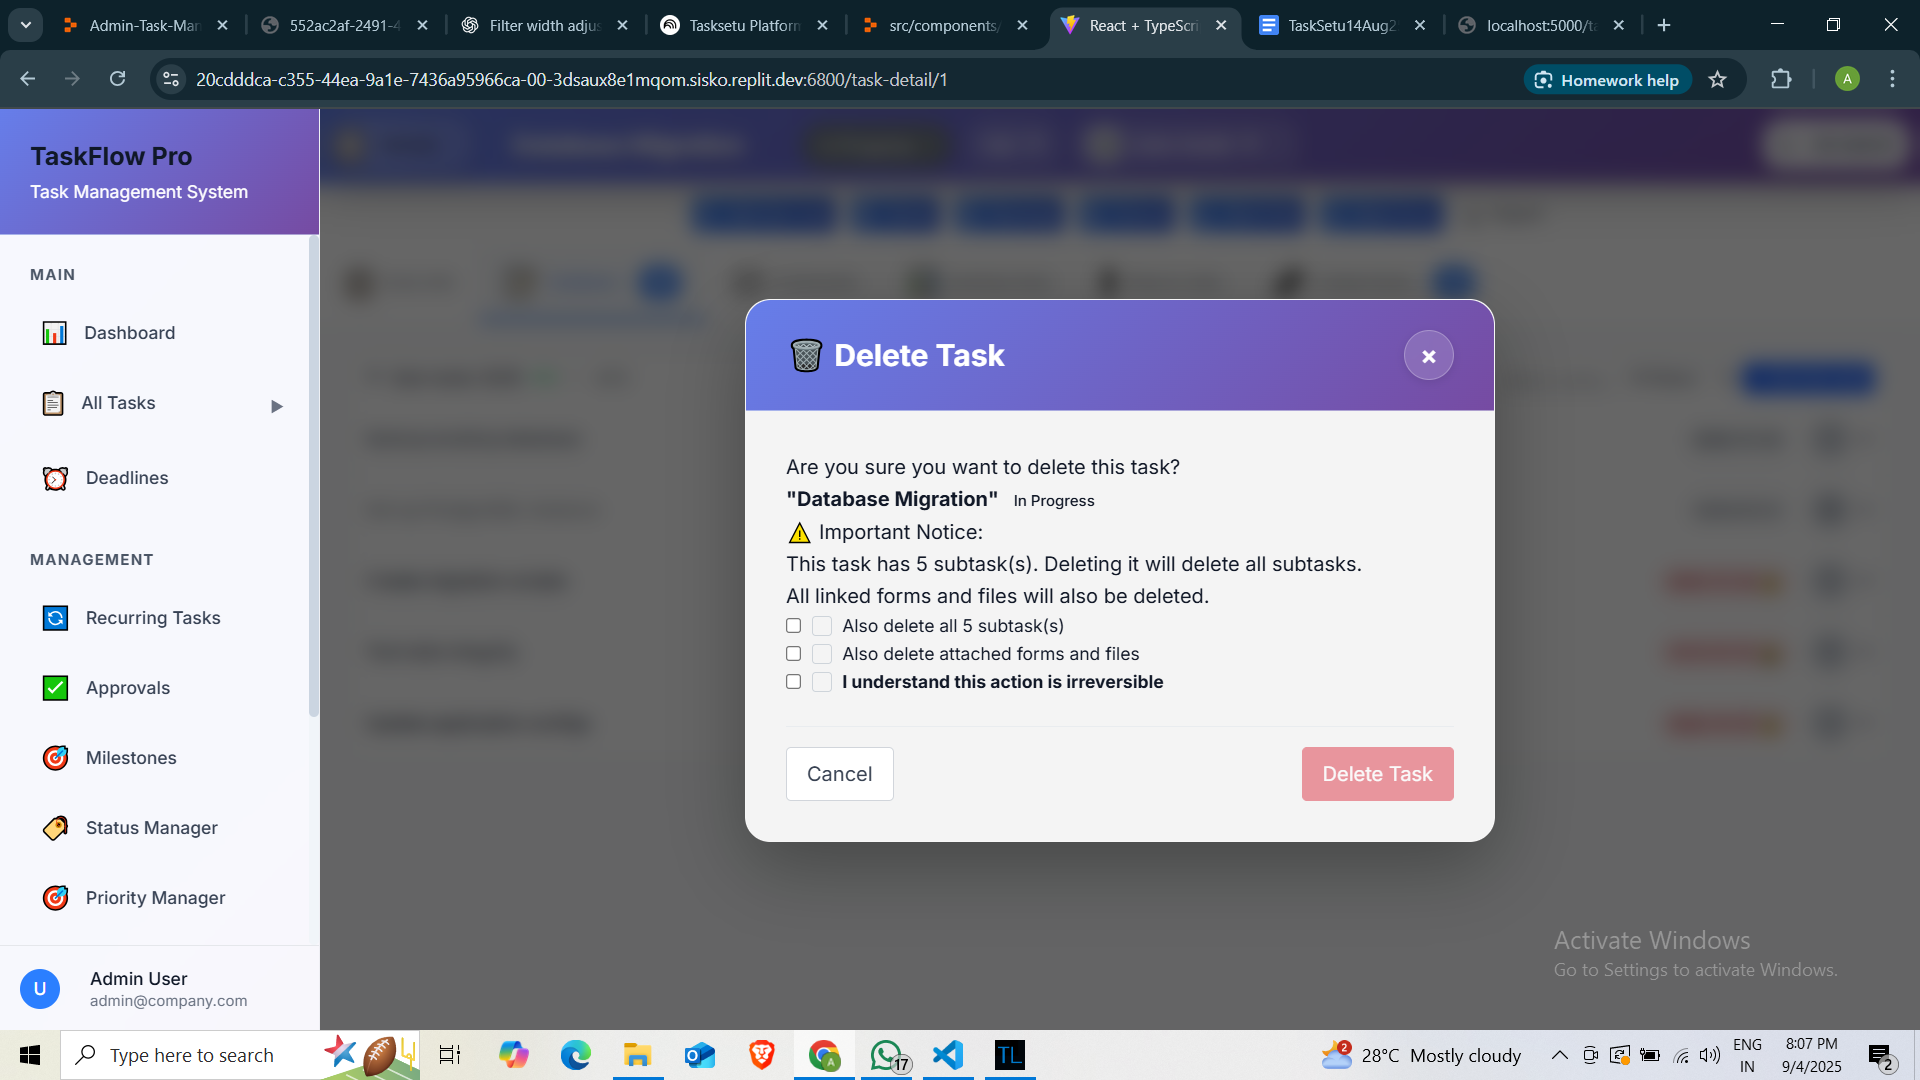 Admin-Task-Man
552ac2af-2491-4
Filter width adjus
Tasksetu Platform
src/components/
React + TypeScri
TaskSetu14Aug2
localhost:5000/ta
20cdddca-c355-44ea-9a1e-7436a95966ca-00-3dsaux8e1mqom.sisko.replit.dev:6800/task-detail/1
Homework help
A
TaskFlow Pro
Task Management System
MAIN
Dashboard
All Tasks
Deadlines
MANAGEMENT
Recurring Tasks
Approvals
Milestones
Status Manager
Priority Manager
U
Admin User
admin@company.com
Delete Task
×
Are you sure you want to delete this task?
"Database Migration" In Progress
Important Notice:
This task has 5 subtask(s). Deleting it will delete all subtasks.
All linked forms and files will also be deleted.
Also delete all 5 subtask(s)
Also delete attached forms and files
I understand this action is irreversible
Cancel
Delete Task
Activate Windows
Go to Settings to activate Windows.
Type here to search
A
17
TL
2
28°C Mostly cloudy
ENG
IN
8:07 PM
9/4/2025
2